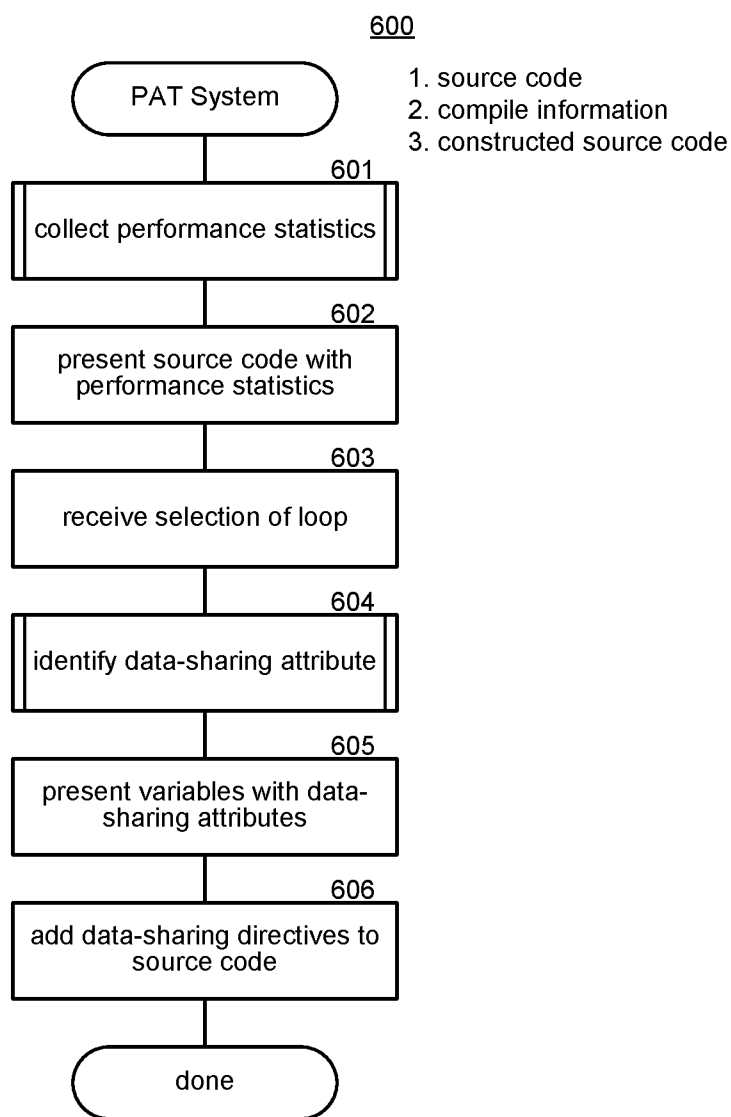 600
PAT System
1. source code
2. compile information
3. constructed source code
601
collect performance statistics
602
present source code with
performance statistics
603
receive selection of loop
604
identify data-sharing attribute
605
present variables with data-
sharing attributes
606
add data-sharing directives to
source code
done